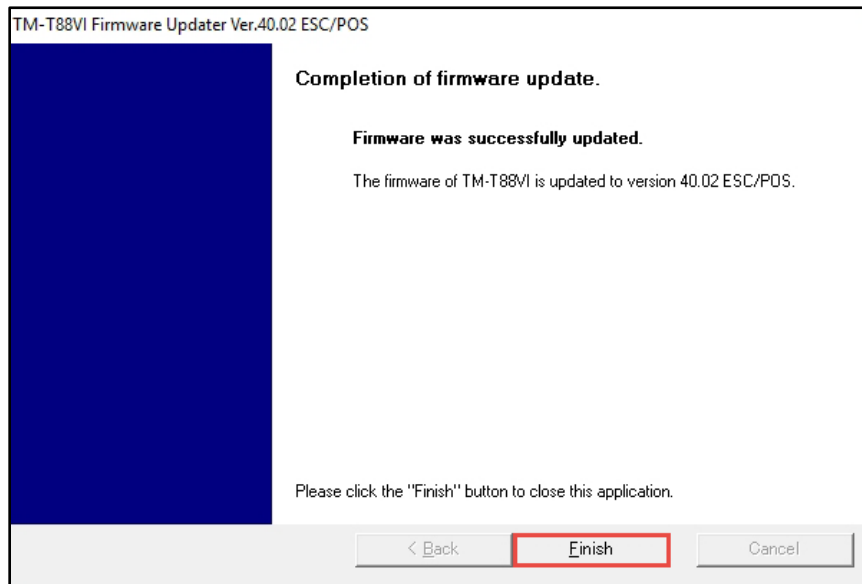 TM-T88VI Firmware Updater Ver.40.02 ESC/POS
Completion of firmware update.
Firmware was successfully updated.
The firmware of TM-T88VI is updated to version 40.02 ESC/POS.
Please click the "Finish" button to close this application.
< Back Finish Cancel